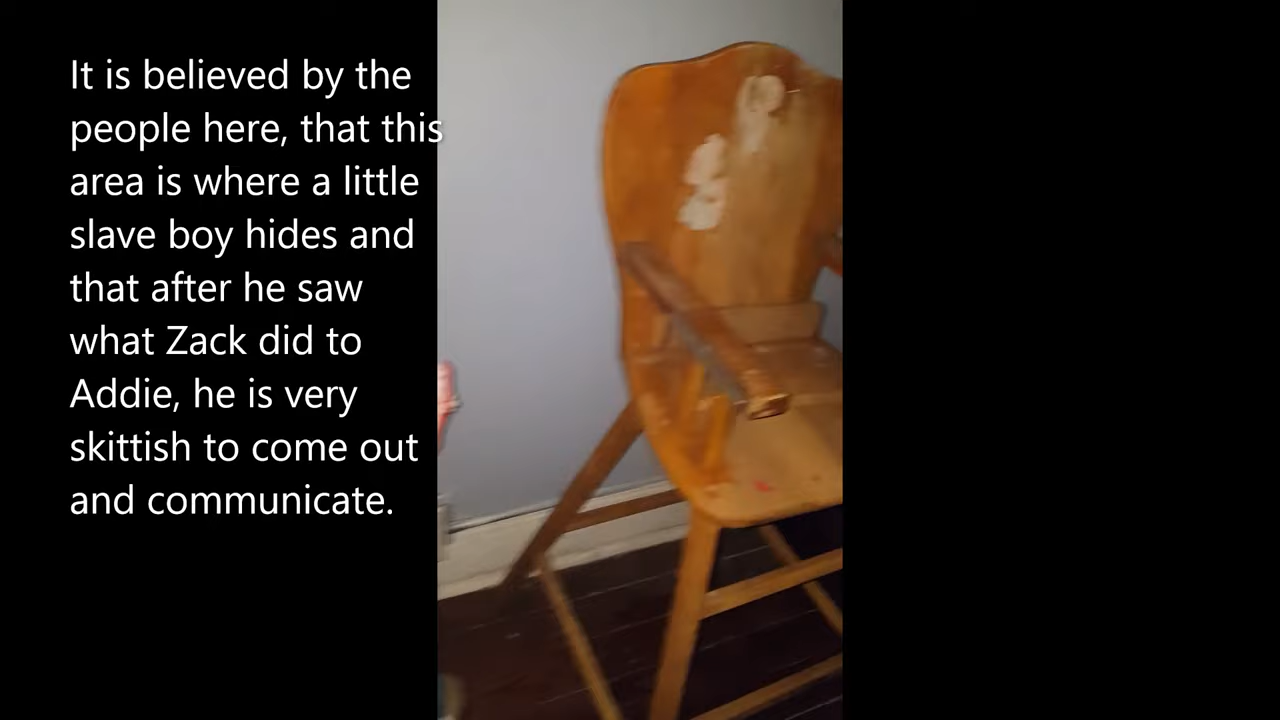 It is believed by the
people here, that this
area is where a little
slave boy hides and
that after he saw
what Zack did to
Addie, he is very
skittish to come out
and communicate.